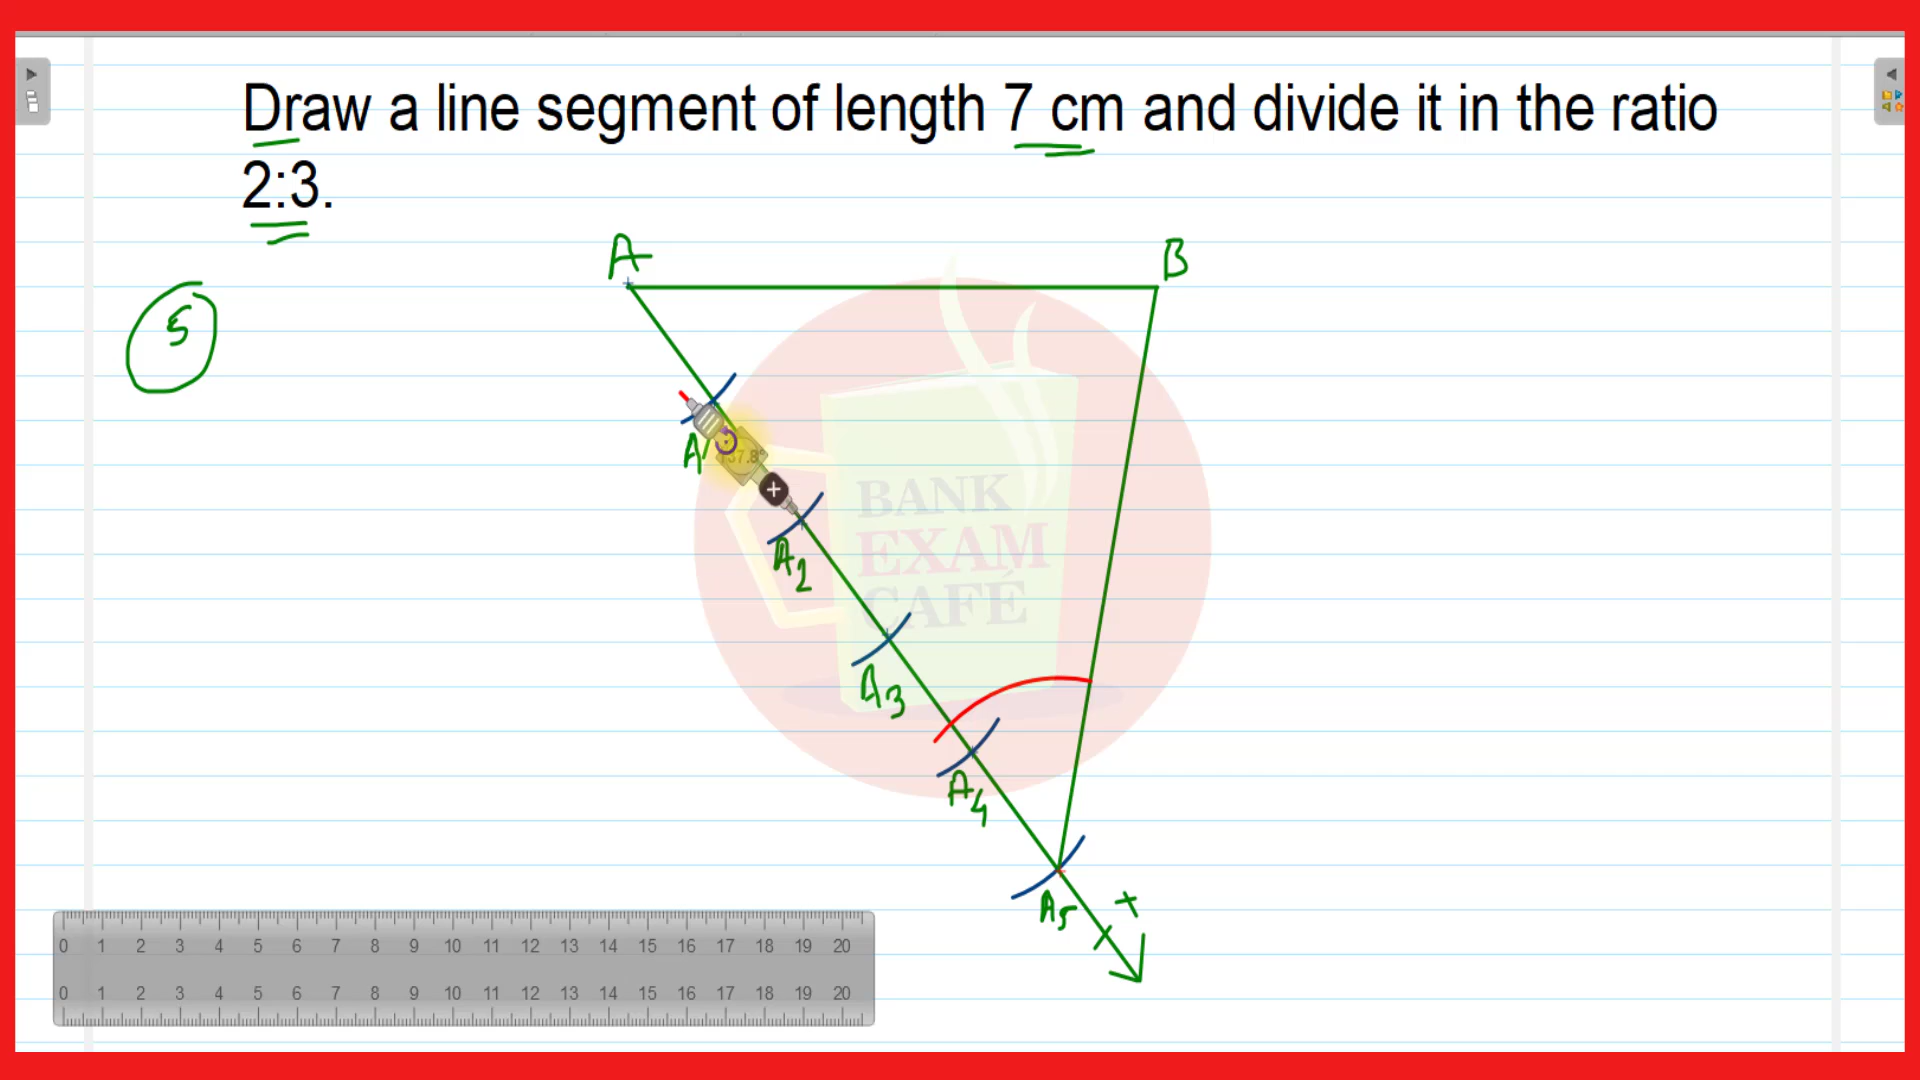 Draw a line segment of length 7 cm and divide it in the ratio
2:3.
A
B
5
A
137.8°
BANK
A2
EXAM
CAFÉ
A3
A4
A5
x
0 1 2 3 4 5 6 7 8 9 10 11 12 13 14 15 16 17 18 19 20
0 1 2 3 4 5 6 7 8 9 10 11 12 13 14 15 16 17 18 19 20